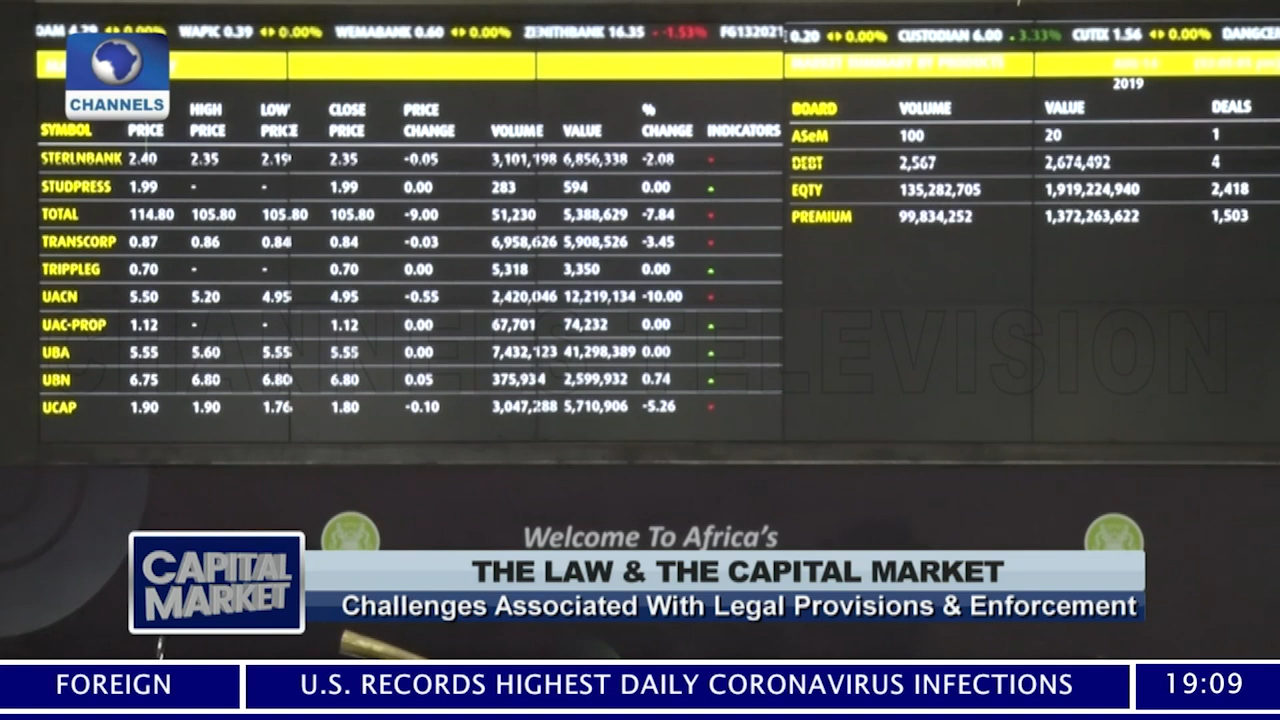 4.29 0.00% WAPIC 0.39 0.00% WEMABANK 0.60 0.00% ZENITHBANK 16.35 -1.53% FG132021
0.20 0.00% CUSTODIAN 6.00 3.33% CUTIX 1.56 0.00% DANGCE
CHANNELS
MARKET SUMMARY BY PRODUCTS
2019
SYMBOL PRICE HIGH PRICE LOW PRICE CLOSE PRICE PRICE CHANGE VOLUME VALUE % CHANGE INDICATORS
STERLNBANK 2.40 2.35 2.19 2.35 -0.05 3,101,198 6,856,338 -2.08
STUDPRESS 1.99 - - 1.99 0.00 283 594 0.00
TOTAL 114.80 105.80 105.80 105.80 -9.00 51,230 5,388,629 -7.84
TRANSCORP 0.87 0.86 0.84 0.84 -0.03 6,958,626 5,908,526 -3.45
TRIPPLEG 0.70 - - 0.70 0.00 5,318 3,350 0.00
UACN 5.50 5.20 4.95 4.95 -0.55 2,420,046 12,219,134 -10.00
UAC-PROP 1.12 - - 1.12 0.00 67,701 74,232 0.00
UBA 5.55 5.60 5.55 5.55 0.00 7,432,123 41,298,389 0.00
UBN 6.75 6.80 6.80 6.80 0.05 375,934 2,599,932 0.74
UCAP 1.90 1.90 1.76 1.80 -0.10 3,047,288 5,710,906 -5.26
BOARD VOLUME VALUE DEALS
ASeM 100 20 1
DEBT 2,567 2,674,492 4
EQTY 135,282,705 1,919,224,940 2,418
PREMIUM 99,834,252 1,372,263,622 1,503
CHANNELS TELEVISION
Welcome To Africa's
CAPITAL MARKET
THE LAW & THE CAPITAL MARKET
Challenges Associated With Legal Provisions & Enforcement
FOREIGN U.S. RECORDS HIGHEST DAILY CORONAVIRUS INFECTIONS 19:09